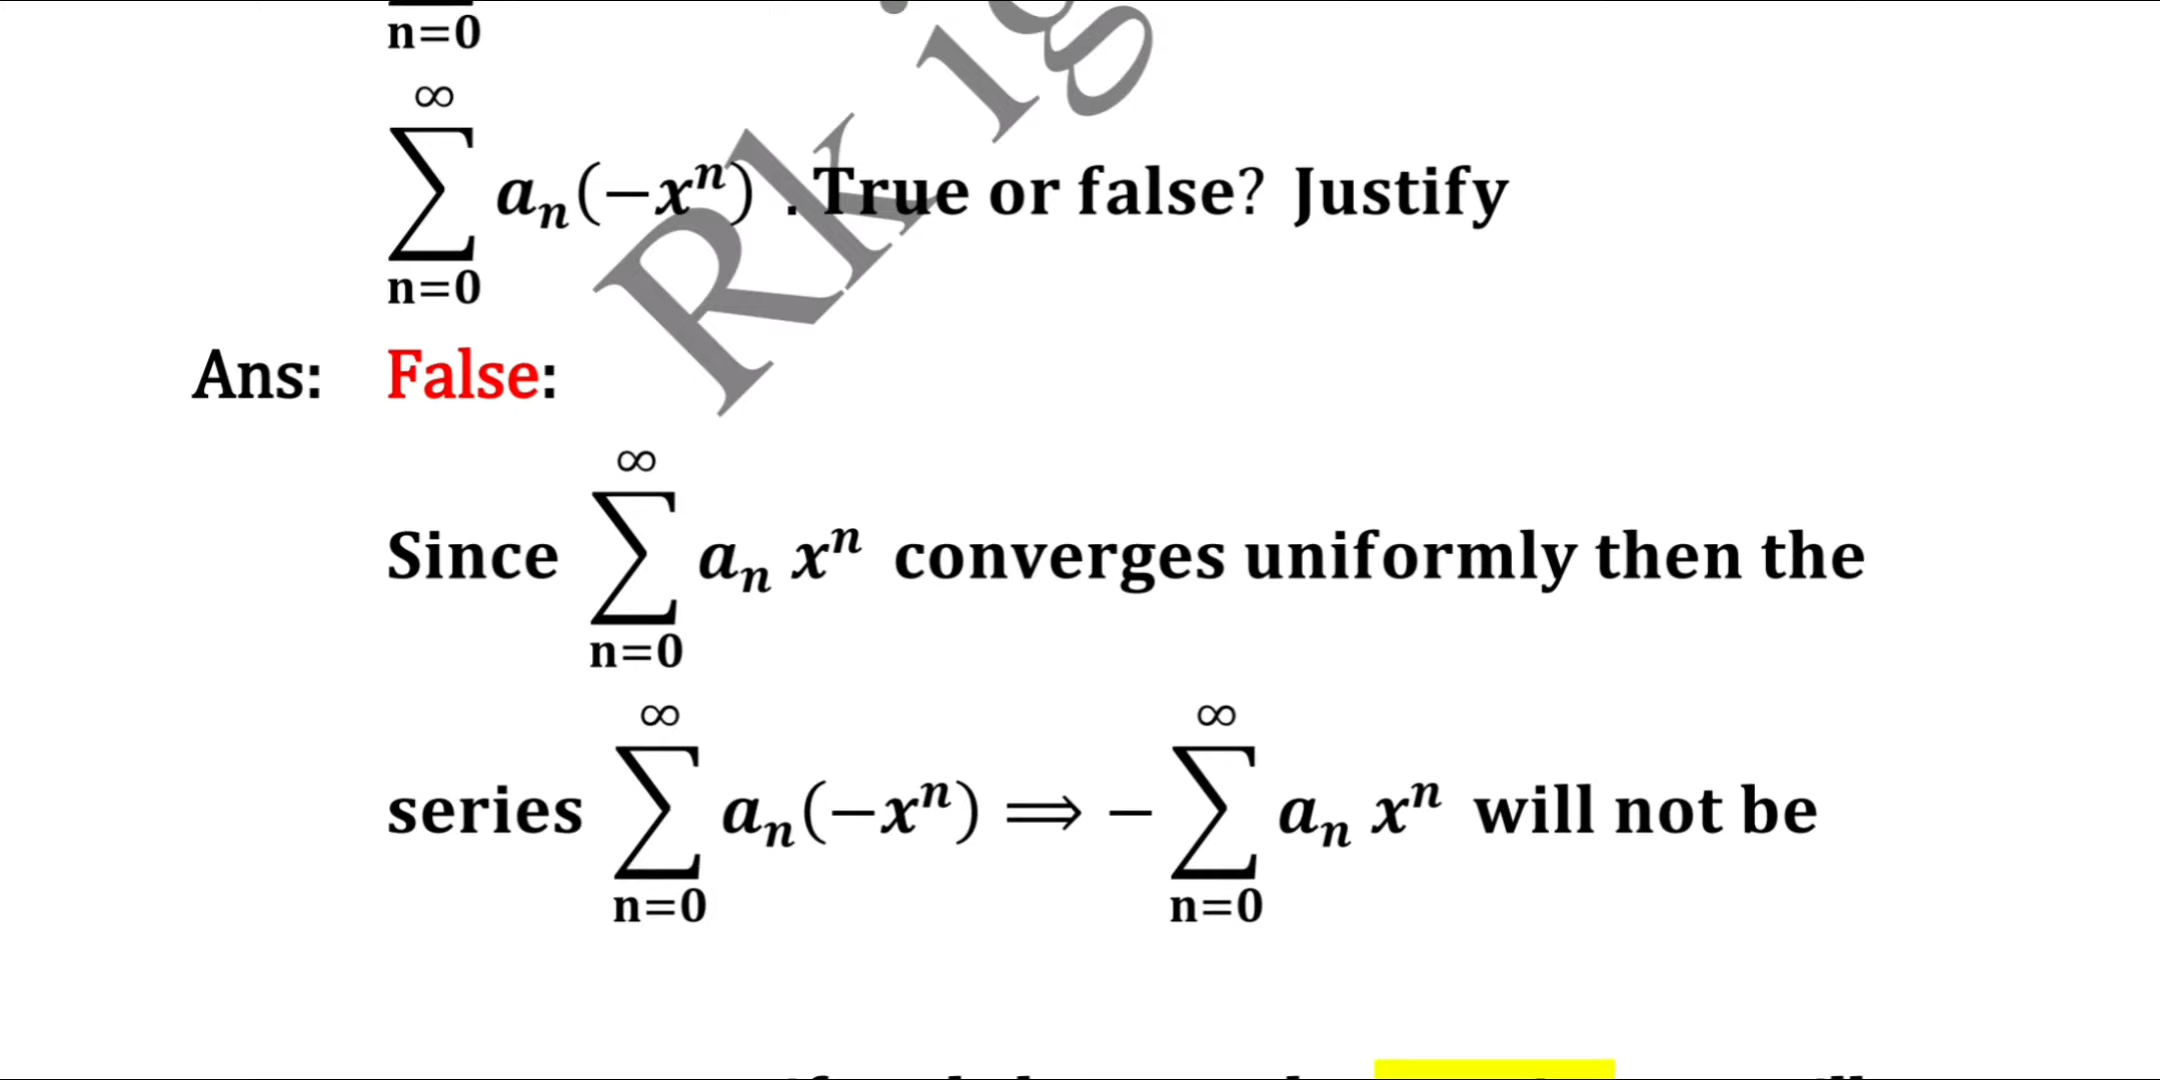 n=0
∞
∑ aₙ(−xⁿ) . True or false? Justify
n=0
Ans: False:
∞
Since ∑ aₙ xⁿ converges uniformly then the
n=0
∞ ∞
series ∑ aₙ(−xⁿ) ⟹ − ∑ aₙ xⁿ will not be
n=0 n=0
Rk